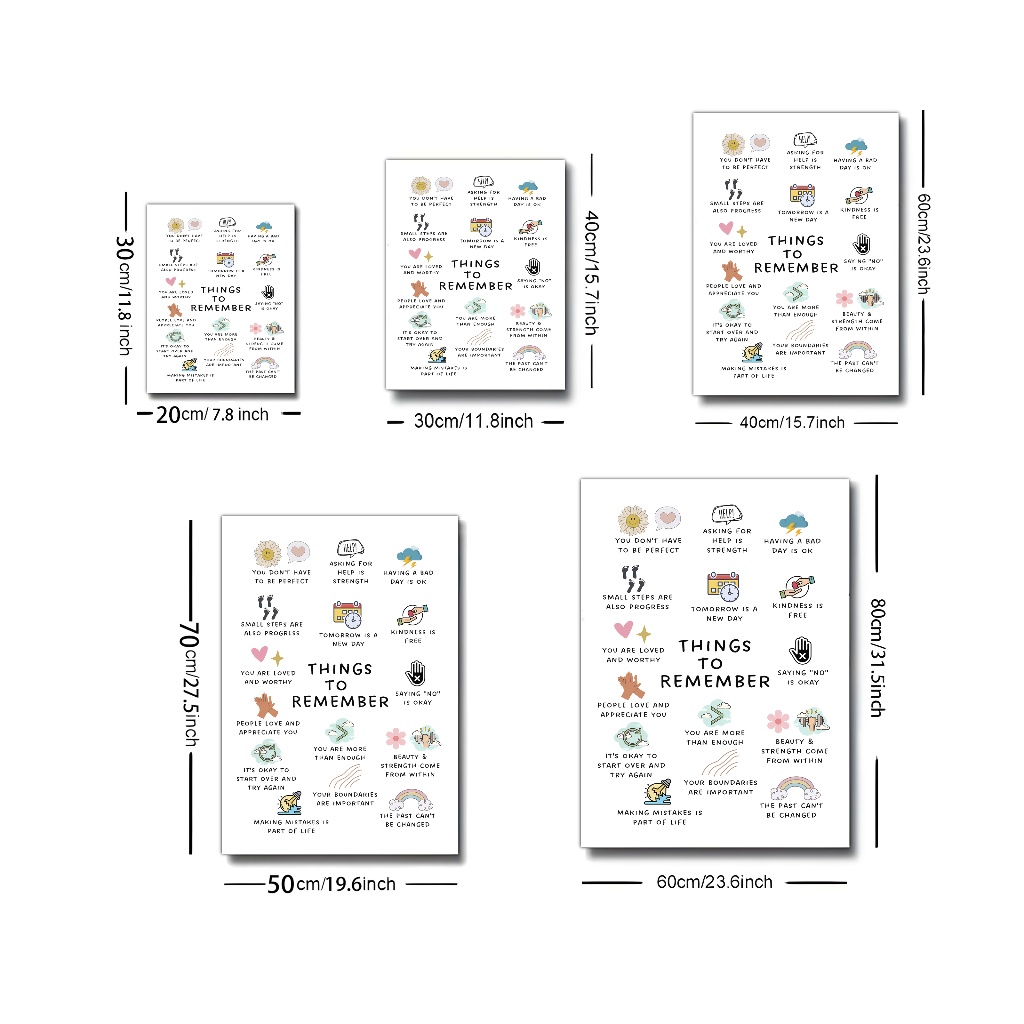 YOU DON'T HAVE
TO BE PERFECT
HELP!
ASKING FOR
HELP IS
STRENGTH
HAVING A BAD
DAY IS OK
SMALL STEPS ARE
ALSO PROGRESS
TOMORROW IS A
NEW DAY
KINDNESS IS
FREE
YOU ARE LOVED
AND WORTHY
THINGS
TO
REMEMBER
SAYING "NO"
IS OKAY
PEOPLE LOVE AND
APPRECIATE YOU
YOU ARE MORE
THAN ENOUGH
BEAUTY &
STRENGTH COME
FROM WITHIN
IT'S OKAY TO
START OVER AND
TRY AGAIN
YOUR BOUNDARIES
ARE IMPORTANT
THE PAST CAN'T
BE CHANGED
MAKING MISTAKES IS
PART OF LIFE
30cm/11.8 inch
20cm/ 7.8 inch
YOU DON'T HAVE
TO BE PERFECT
HELP!
ASKING FOR
HELP IS
STRENGTH
HAVING A BAD
DAY IS OK
SMALL STEPS ARE
ALSO PROGRESS
TOMORROW IS A
NEW DAY
KINDNESS IS
FREE
YOU ARE LOVED
AND WORTHY
THINGS
TO
REMEMBER
SAYING "NO"
IS OKAY
PEOPLE LOVE AND
APPRECIATE YOU
YOU ARE MORE
THAN ENOUGH
BEAUTY &
STRENGTH COME
FROM WITHIN
IT'S OKAY TO
START OVER AND
TRY AGAIN
YOUR BOUNDARIES
ARE IMPORTANT
THE PAST CAN'T
BE CHANGED
MAKING MISTAKES IS
PART OF LIFE
40cm/15.7inch
30cm/11.8inch
YOU DON'T HAVE
TO BE PERFECT
HELP!
ASKING FOR
HELP IS
STRENGTH
HAVING A BAD
DAY IS OK
SMALL STEPS ARE
ALSO PROGRESS
TOMORROW IS A
NEW DAY
KINDNESS IS
FREE
YOU ARE LOVED
AND WORTHY
THINGS
TO
REMEMBER
SAYING "NO"
IS OKAY
PEOPLE LOVE AND
APPRECIATE YOU
YOU ARE MORE
THAN ENOUGH
BEAUTY &
STRENGTH COME
FROM WITHIN
IT'S OKAY TO
START OVER AND
TRY AGAIN
YOUR BOUNDARIES
ARE IMPORTANT
THE PAST CAN'T
BE CHANGED
MAKING MISTAKES IS
PART OF LIFE
60cm/23.6inch
40cm/15.7inch
YOU DON'T HAVE
TO BE PERFECT
HELP!
ASKING FOR
HELP IS
STRENGTH
HAVING A BAD
DAY IS OK
SMALL STEPS ARE
ALSO PROGRESS
TOMORROW IS A
NEW DAY
KINDNESS IS
FREE
YOU ARE LOVED
AND WORTHY
THINGS
TO
REMEMBER
SAYING "NO"
IS OKAY
PEOPLE LOVE AND
APPRECIATE YOU
YOU ARE MORE
THAN ENOUGH
BEAUTY &
STRENGTH COME
FROM WITHIN
IT'S OKAY TO
START OVER AND
TRY AGAIN
YOUR BOUNDARIES
ARE IMPORTANT
THE PAST CAN'T
BE CHANGED
MAKING MISTAKES IS
PART OF LIFE
70cm/27.5inch
50cm/19.6inch
YOU DON'T HAVE
TO BE PERFECT
HELP!
ASKING FOR
HELP IS
STRENGTH
HAVING A BAD
DAY IS OK
SMALL STEPS ARE
ALSO PROGRESS
TOMORROW IS A
NEW DAY
KINDNESS IS
FREE
YOU ARE LOVED
AND WORTHY
THINGS
TO
REMEMBER
SAYING "NO"
IS OKAY
PEOPLE LOVE AND
APPRECIATE YOU
YOU ARE MORE
THAN ENOUGH
BEAUTY &
STRENGTH COME
FROM WITHIN
IT'S OKAY TO
START OVER AND
TRY AGAIN
YOUR BOUNDARIES
ARE IMPORTANT
THE PAST CAN'T
BE CHANGED
MAKING MISTAKES IS
PART OF LIFE
80cm/31.5inch
60cm/23.6inch